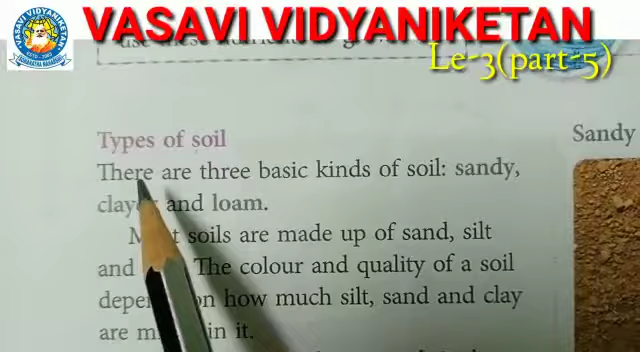 VASAVI VIDYANIKETAN
Le-3(part-5)
Types of soil
Sandy
There are three basic kinds of soil: sandy,
and loam.
soils are made up of sand, silt
and The colour and quality of a soil
on how much silt, sand and clay
are in it.